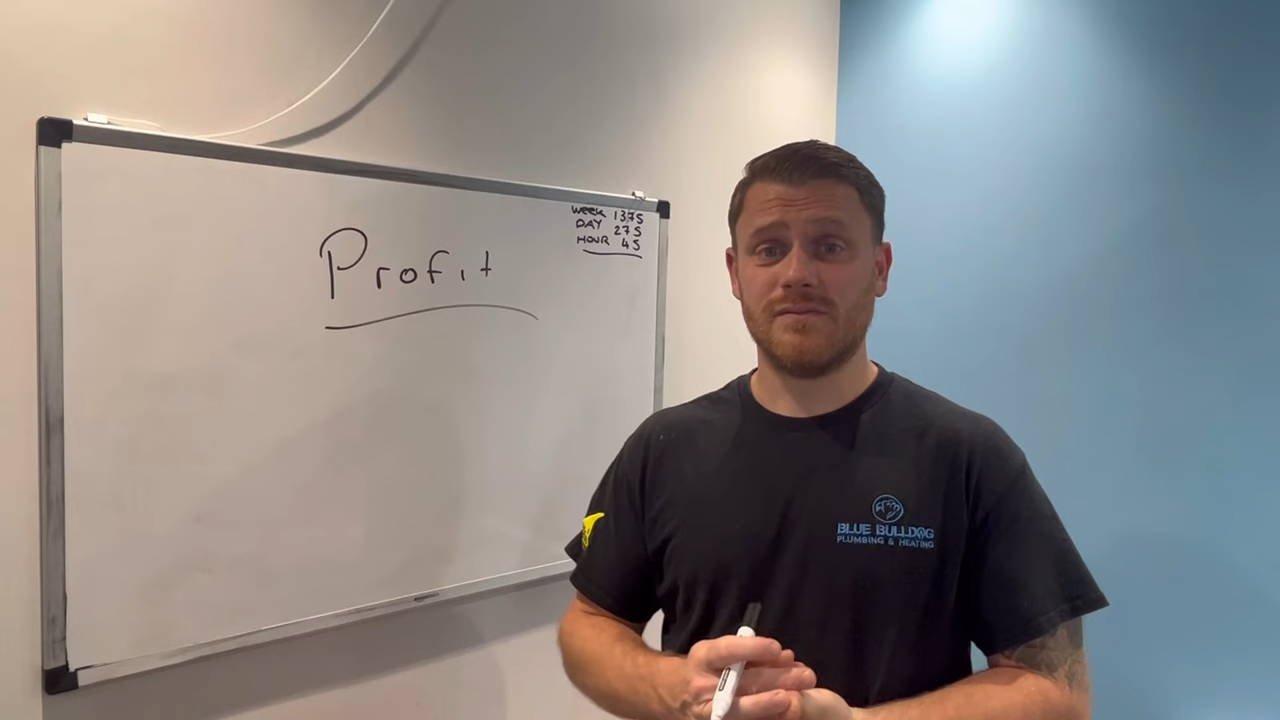 Profit
WEEK 1375
DAY 275
HOUR 45
BLUE BULLDOG
PLUMBING & HEATING